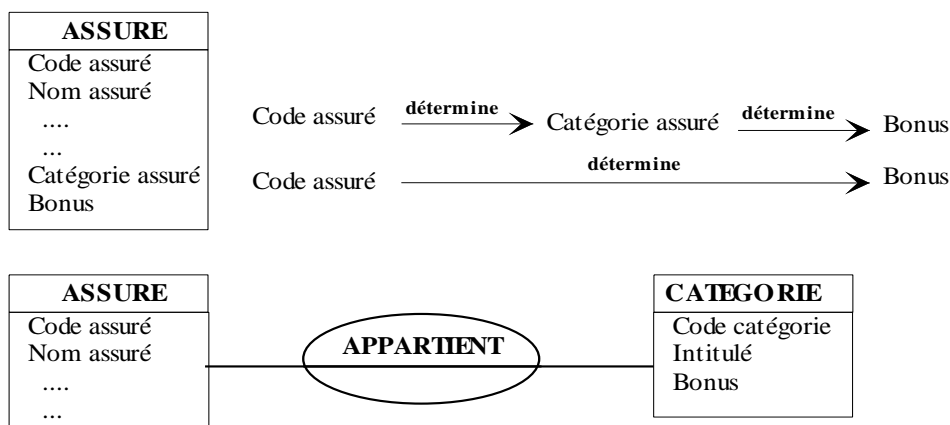 ASSURE
Code assuré
Nom assuré
....
...
Catégorie assuré
Bonus
Code assuré détermine Catégorie assuré détermine Bonus
Code assuré détermine Bonus
ASSURE
Code assuré
Nom assuré
....
...
APPARTIENT
CATEGORIE
Code catégorie
Intitulé
Bonus